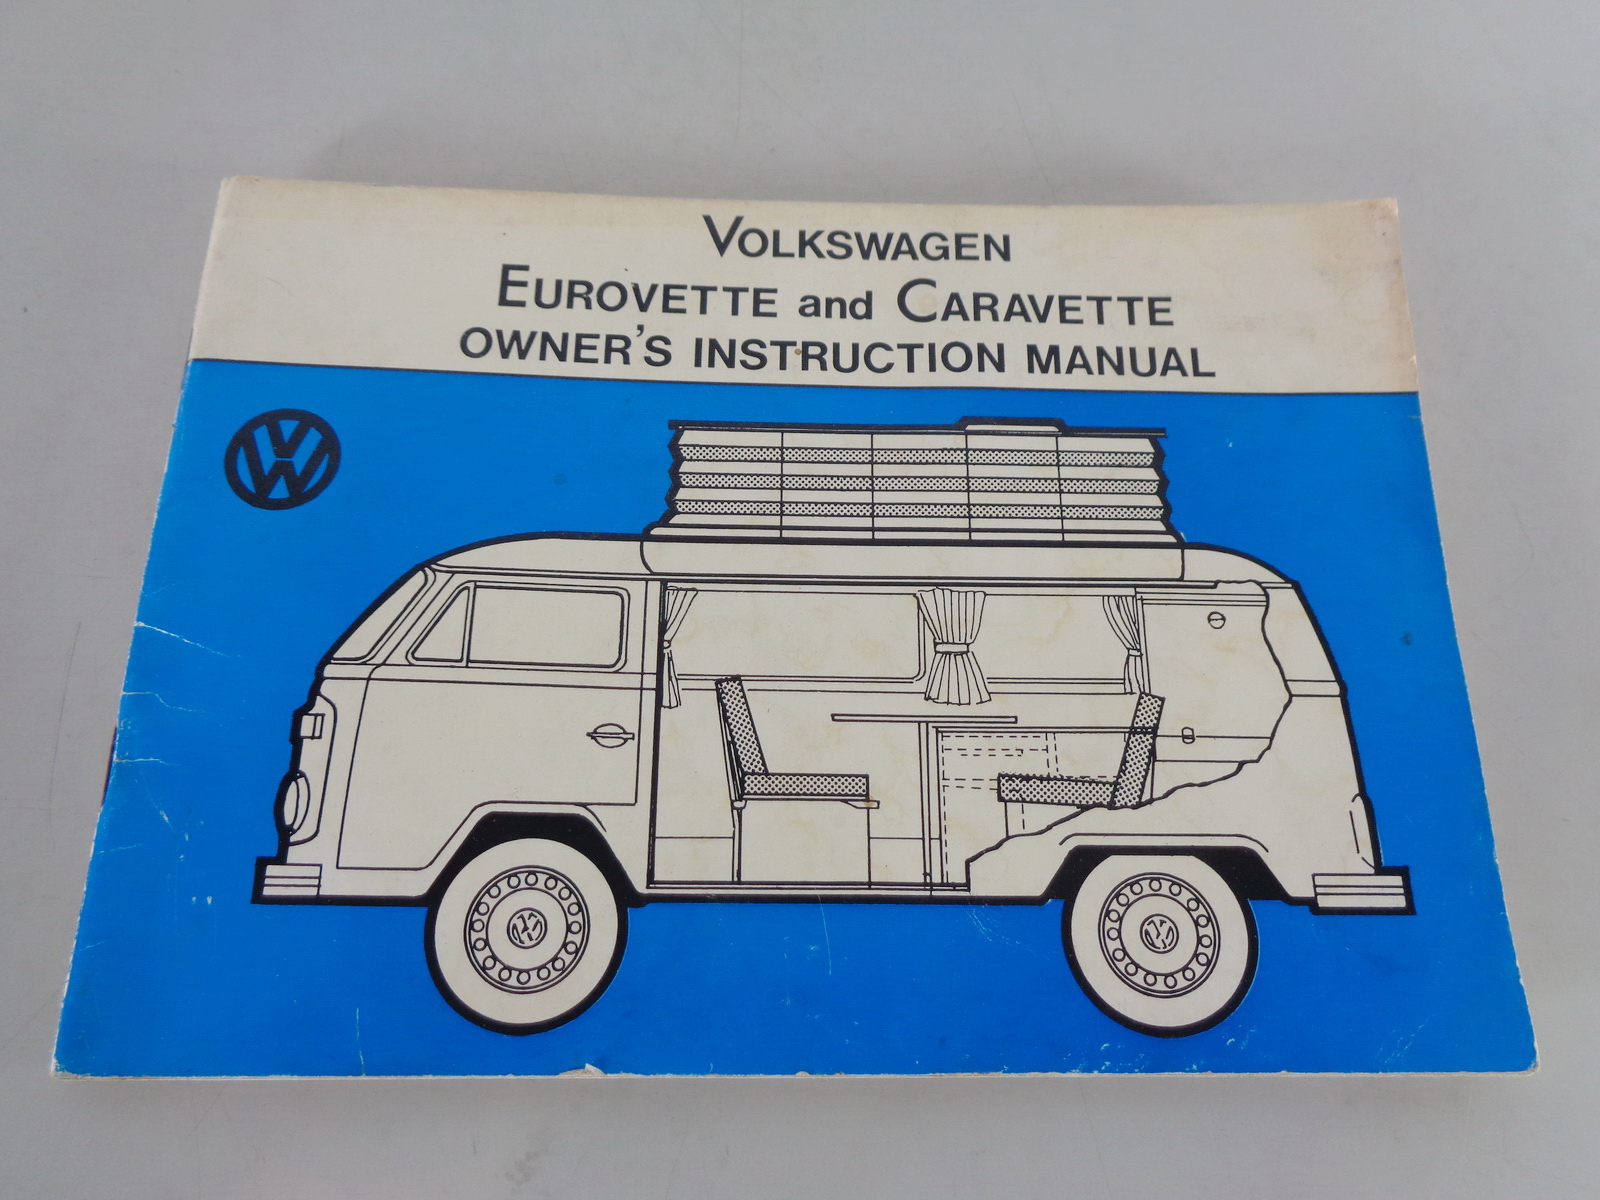 VOLKSWAGEN
EUROVETTE and CARAVETTE
OWNER'S INSTRUCTION MANUAL